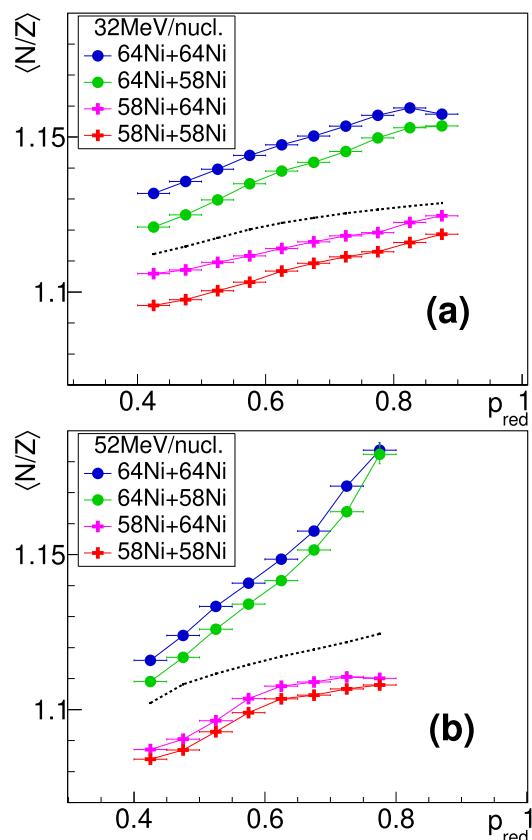 ⟨N/Z⟩
32MeV/nucl.
64Ni+64Ni
64Ni+58Ni
58Ni+64Ni
58Ni+58Ni
1.15
1.1
(a)
0.4 0.6 0.8 1
p_red
⟨N/Z⟩
52MeV/nucl.
64Ni+64Ni
64Ni+58Ni
58Ni+64Ni
58Ni+58Ni
1.15
1.1
(b)
0.4 0.6 0.8 1
p_red